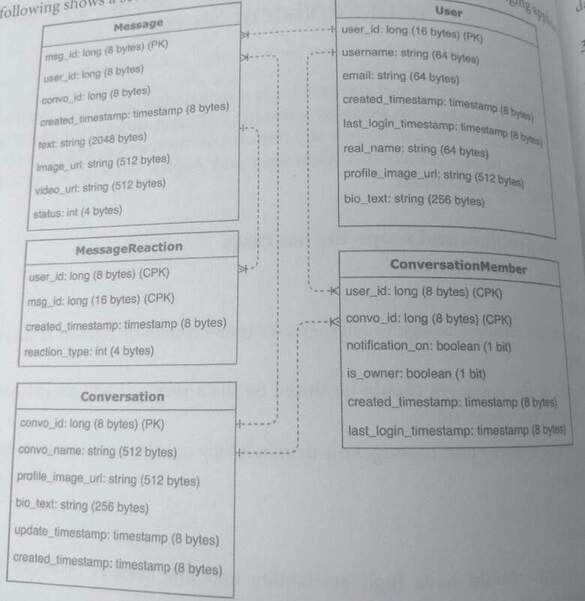 following shows a
Message
msg_id: long (8 bytes) (PK)
user_id: long (8 bytes)
convo_id: long (8 bytes)
created_timestamp: timestamp (8 bytes)
text: string (2048 bytes)
image_url: string (512 bytes)
video_url: string (512 bytes)
status: int (4 bytes)
User
user_id: long (16 bytes) (PK)
username: string (64 bytes)
email: string (64 bytes)
created_timestamp: timestamp (8 bytes)
last_login_timestamp: timestamp (8 bytes)
real_name: string (64 bytes)
profile_image_url: string (512 bytes)
bio_text: string (256 bytes)
MessageReaction
user_id: long (8 bytes) (CPK)
msg_id: long (16 bytes) (CPK)
created_timestamp: timestamp (8 bytes)
reaction_type: int (4 bytes)
ConversationMember
user_id: long (8 bytes) (CPK)
convo_id: long (8 bytes) (CPK)
notification_on: boolean (1 bit)
is_owner: boolean (1 bit)
created_timestamp: timestamp (8 bytes)
last_login_timestamp: timestamp (8 bytes)
Conversation
convo_id: long (8 bytes) (PK)
convo_name: string (512 bytes)
profile_image_url: string (512 bytes)
bio_text: string (256 bytes)
update_timestamp: timestamp (8 bytes)
created_timestamp: timestamp (8 bytes)